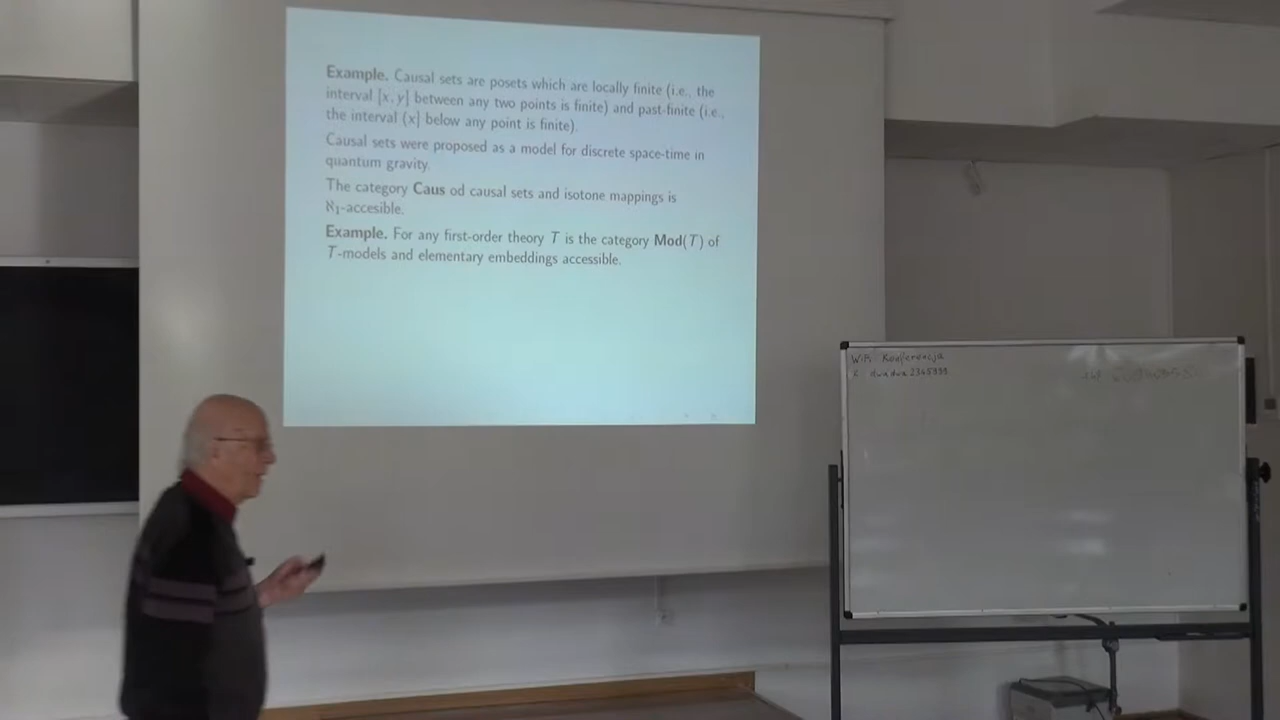 Example. Causal sets are posets which are locally finite (i.e., the
interval [x, y] between any two points is finite) and past-finite (i.e.,
the interval (x] below any point is finite).
Causal sets were proposed as a model for discrete space-time in
quantum gravity.
The category Caus od causal sets and isotone mappings is
ℵ₁-accesible.
Example. For any first-order theory T is the category Mod(T) of
T-models and elementary embeddings accessible.
WiFi Konferencja